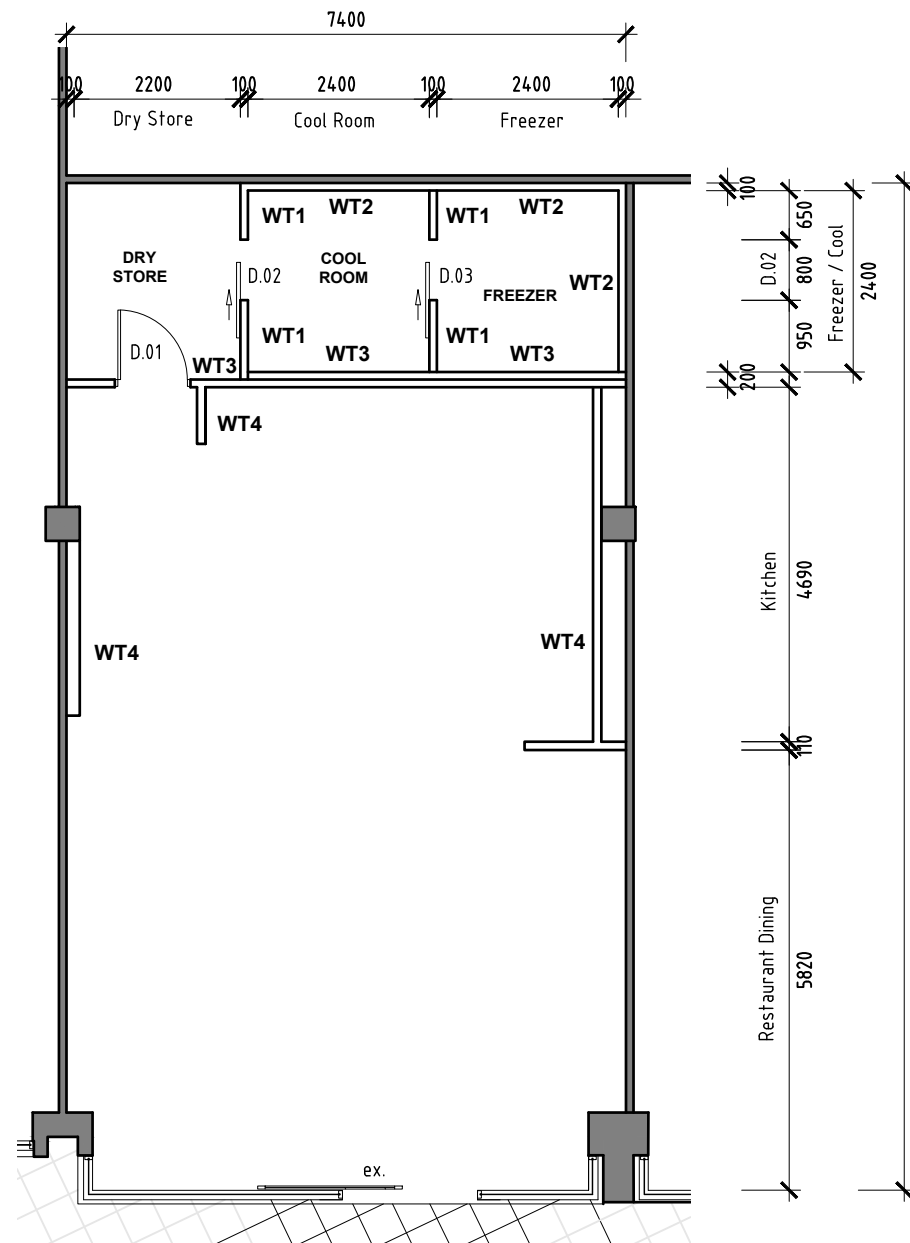 7400
100 2200 100 2400 100 2400 100
Dry Store Cool Room Freezer
WT1 WT2 WT1 WT2
DRY
STORE
COOL
ROOM
D.02
D.03
FREEZER
WT2
WT1
WT1
D.01
WT3
WT3
WT3
WT4
WT4
WT4
ex.
100
650
D.02
800
950
Freezer / Cool
2400
200
Kitchen
4690
110
Restaurant Dining
5820